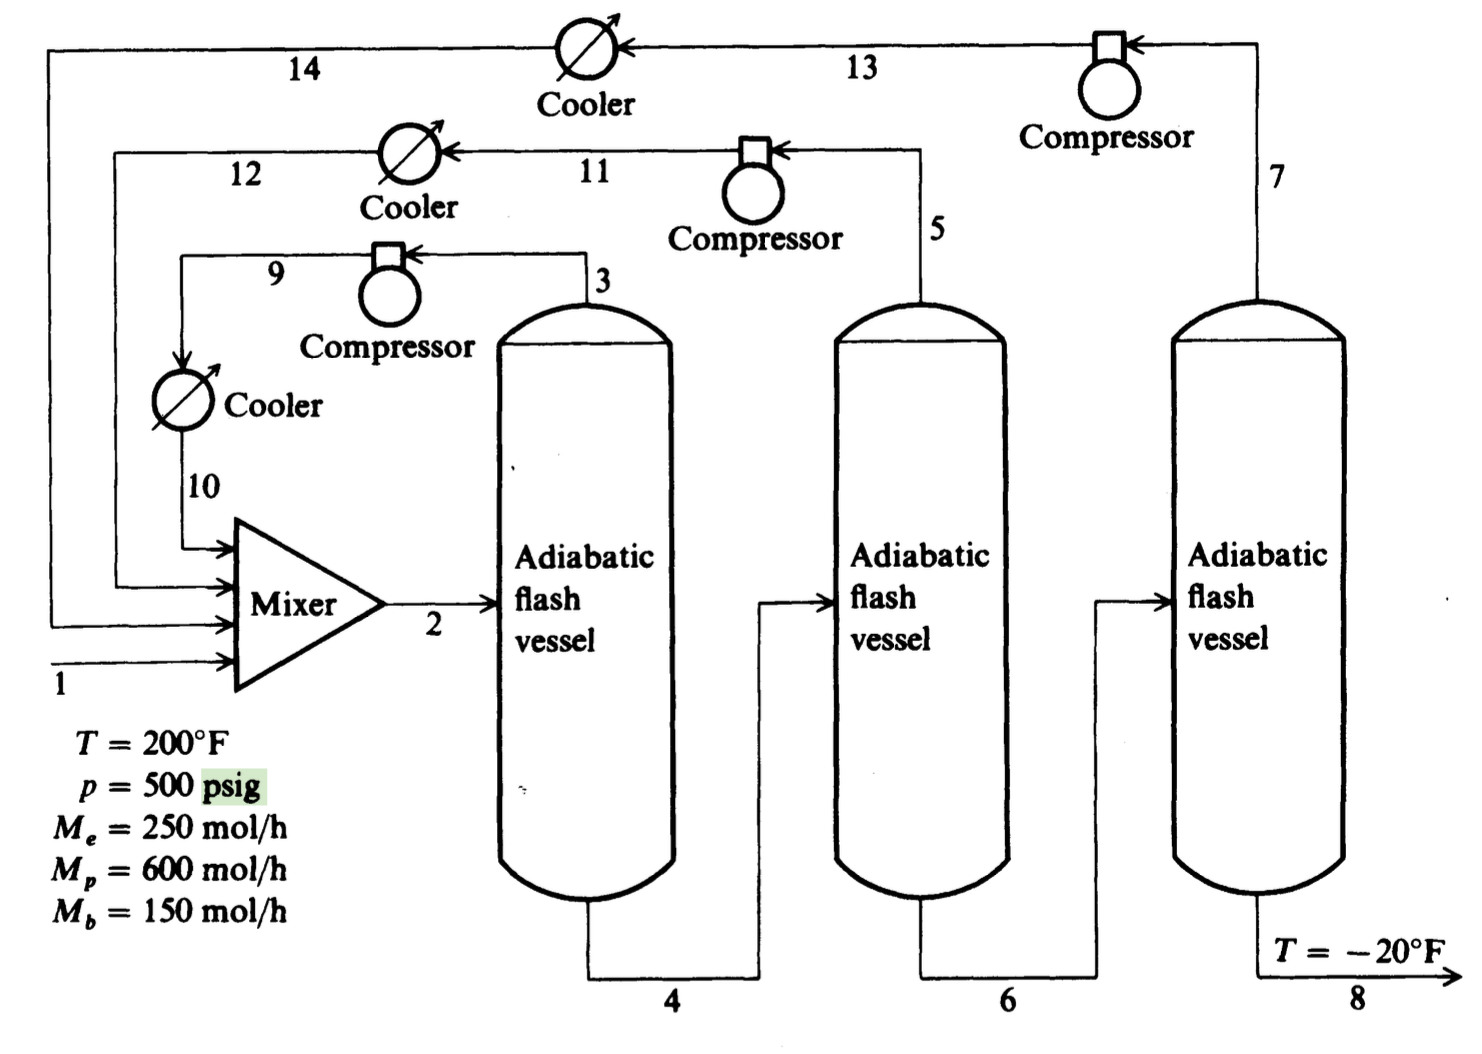 14
Cooler
13
Compressor
7
12
Cooler
11
Compressor
5
9
Compressor
3
Cooler
10
Mixer
2
1
Adiabatic
flash
vessel
Adiabatic
flash
vessel
Adiabatic
flash
vessel
T = 200°F
p = 500 psig
Me = 250 mol/h
Mp = 600 mol/h
Mb = 150 mol/h
4
6
T = −20°F
8